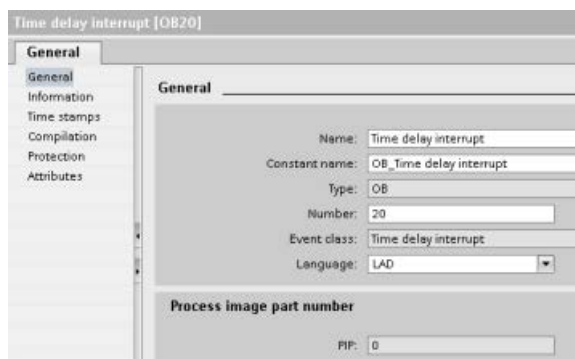 Time delay interrupt [OB20]
General
General
Information
Time stamps
Compilation
Protection
Attributes
General
Name: Time delay interrupt
Constant name: OB_Time delay interrupt
Type: OB
Number: 20
Event class: Time delay interrupt
Language: LAD
Process image part number
PIP: 0